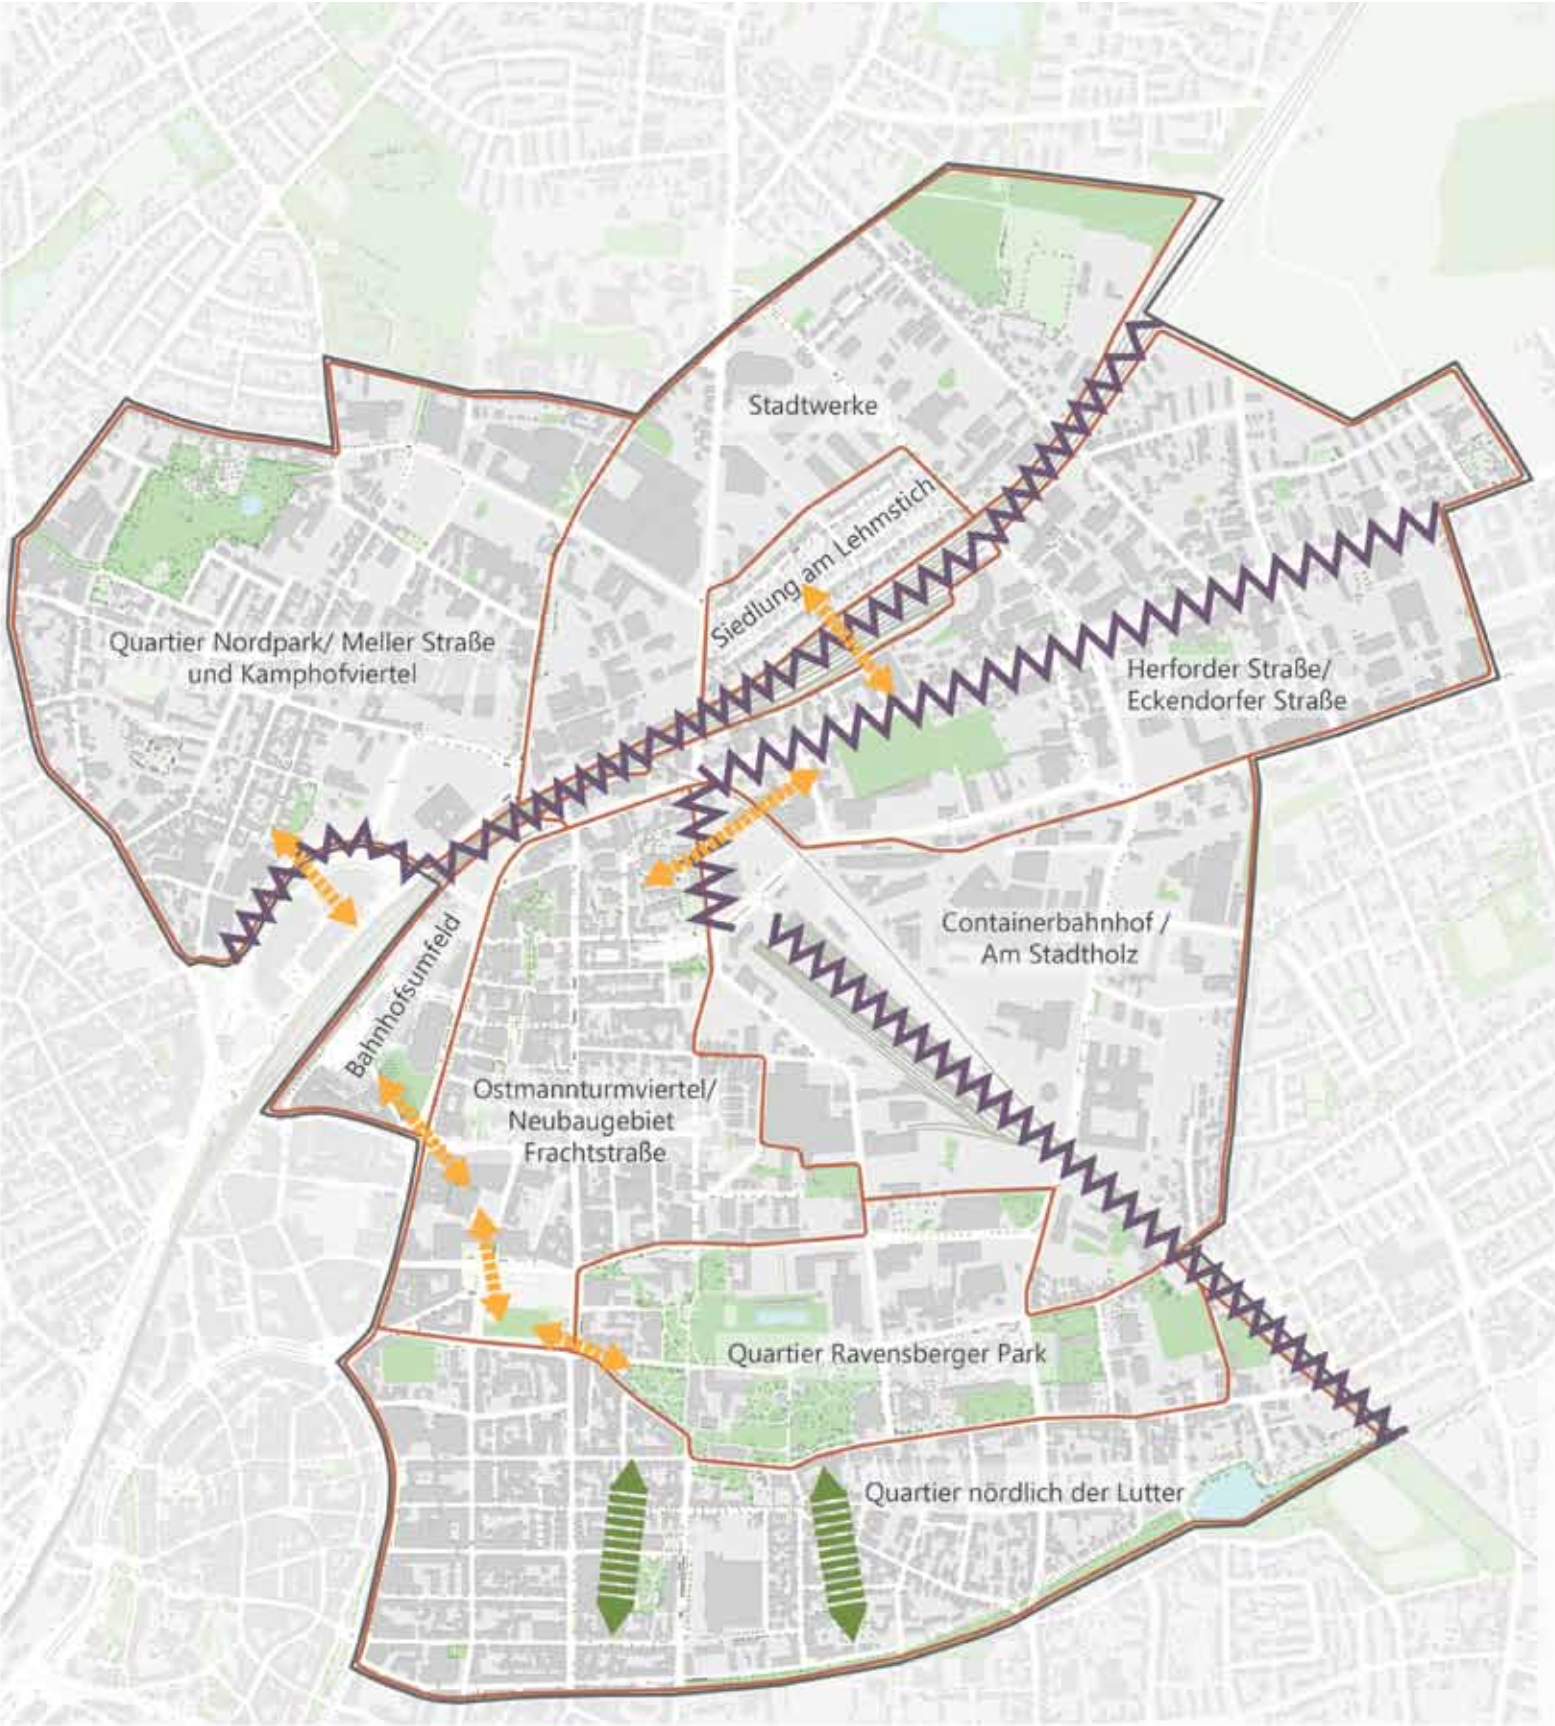 Stadtwerke
Siedlung am Lehmstich
Quartier Nordpark/ Meller Straße
und Kamphofviertel
Herforder Straße/
Eckendorfer Straße
Containerbahnhof /
Am Stadtholz
Bahnhofsumfeld
Ostmannturmviertel/
Neubaugebiet
Frachtstraße
Quartier Ravensberger Park
Quartier nördlich der Lutter